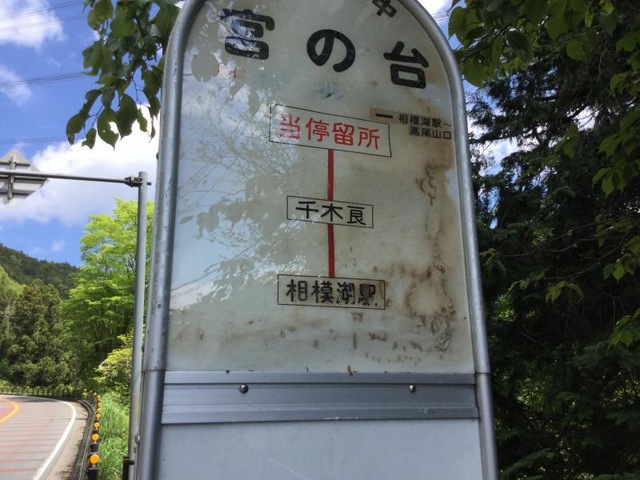 宮の台
相模湖駅
高尾山口
当停留所
千木良
相模湖駅